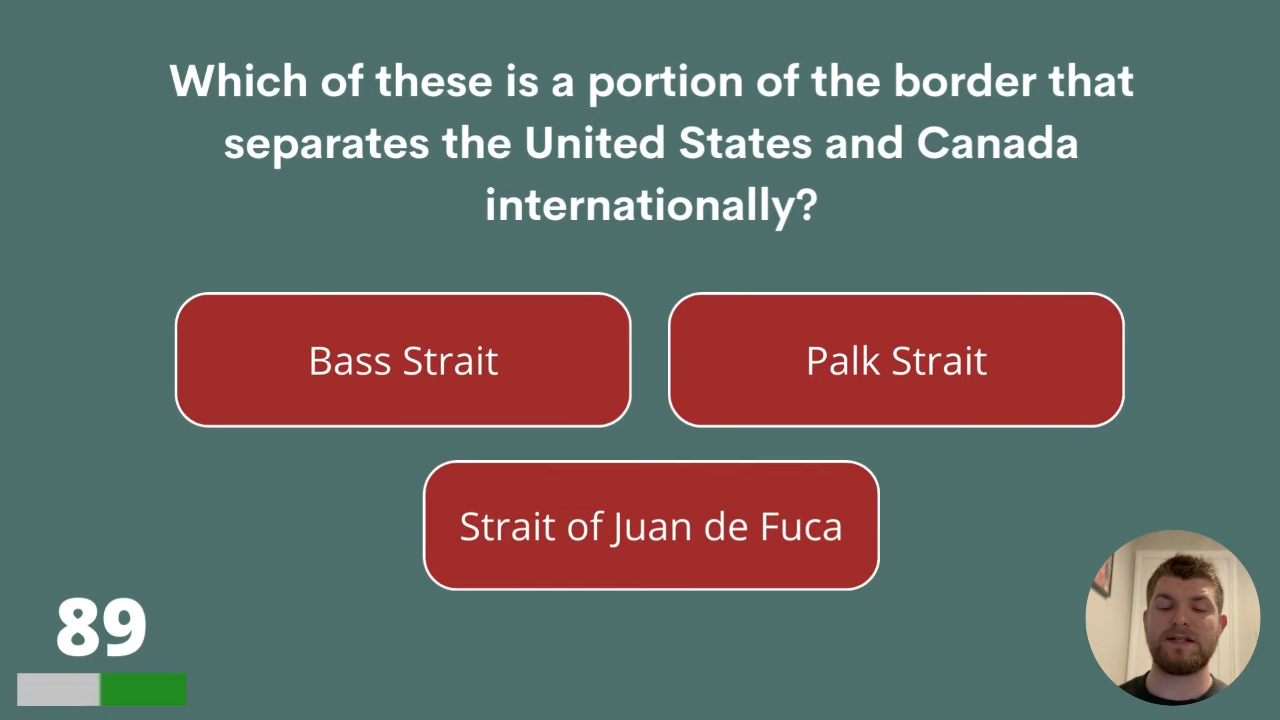 Which of these is a portion of the border that
separates the United States and Canada
internationally?
Bass Strait
Palk Strait
Strait of Juan de Fuca
89